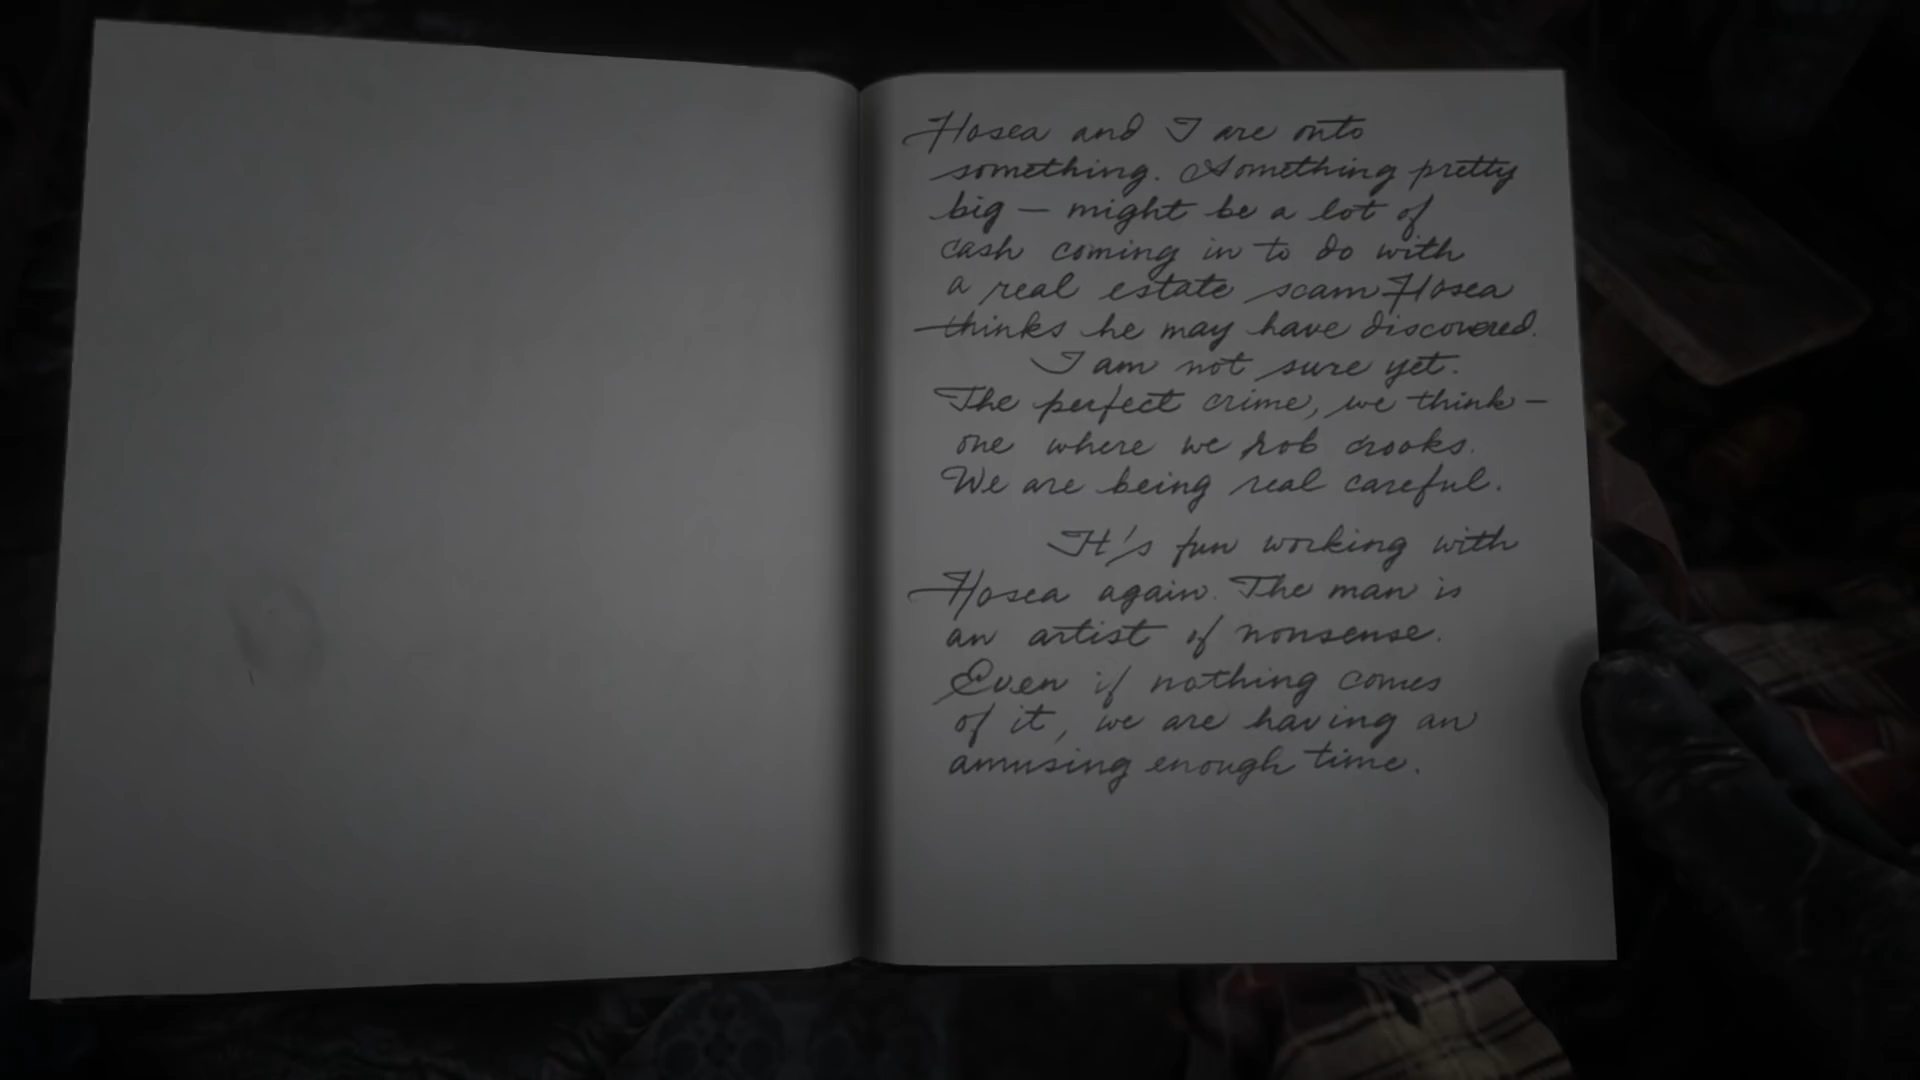 Hosea and I are onto
something. Something pretty
big — might be a lot of
cash coming in to do with
a real estate scam Hosea
thinks he may have discovered.
I am not sure yet.
The perfect crime, we think —
one where we rob crooks.
We are being real careful.
It's fun working with
Hosea again. The man is
an artist of nonsense.
Even if nothing comes
of it, we are having an
amusing enough time.